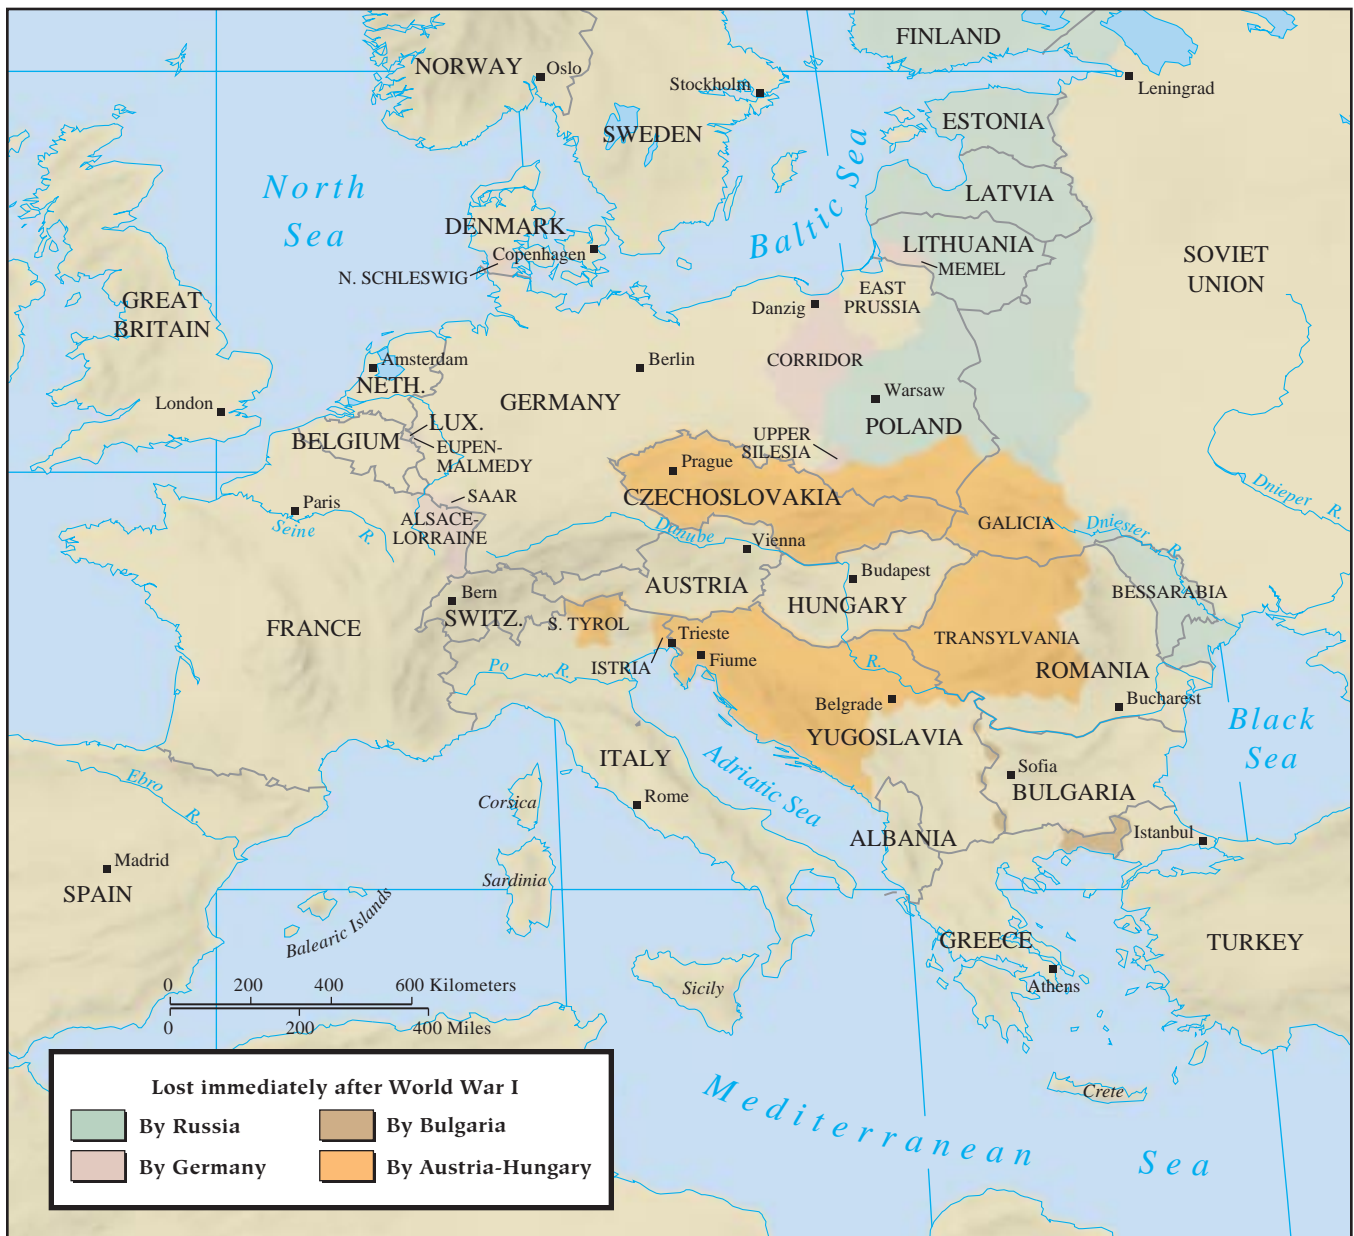 FINLAND
NORWAY
Oslo
Stockholm
Leningrad
SWEDEN
ESTONIA
Baltic Sea
North
Sea
LATVIA
DENMARK
Copenhagen
N. SCHLESWIG
LITHUANIA
MEMEL
SOVIET
UNION
GREAT
BRITAIN
Danzig
EAST
PRUSSIA
Amsterdam
NETH.
Berlin
CORRIDOR
London
GERMANY
Warsaw
POLAND
BELGIUM
LUX.
EUPEN-
MALMEDY
UPPER
SILESIA
Prague
CZECHOSLOVAKIA
SAAR
Paris
Seine
R.
ALSACE-
LORRAINE
Dnieper
R.
GALICIA
Dniester
R.
Danube
Vienna
AUSTRIA
Budapest
HUNGARY
BESSARABIA
Bern
SWITZ.
FRANCE
S. TYROL
Trieste
Fiume
ISTRIA
Po
R.
R.
TRANSYLVANIA
ROMANIA
Bucharest
Belgrade
YUGOSLAVIA
Black
Sea
ITALY
Adriatic Sea
Sofia
BULGARIA
Ebro
R.
Corsica
Rome
ALBANIA
Istanbul
Madrid
SPAIN
Sardinia
Balearic Islands
GREECE
TURKEY
Athens
Sicily
0 200 400 600 Kilometers
0 200 400 Miles
Crete
Mediterranean Sea
Lost immediately after World War I
By Russia
By Bulgaria
By Germany
By Austria-Hungary